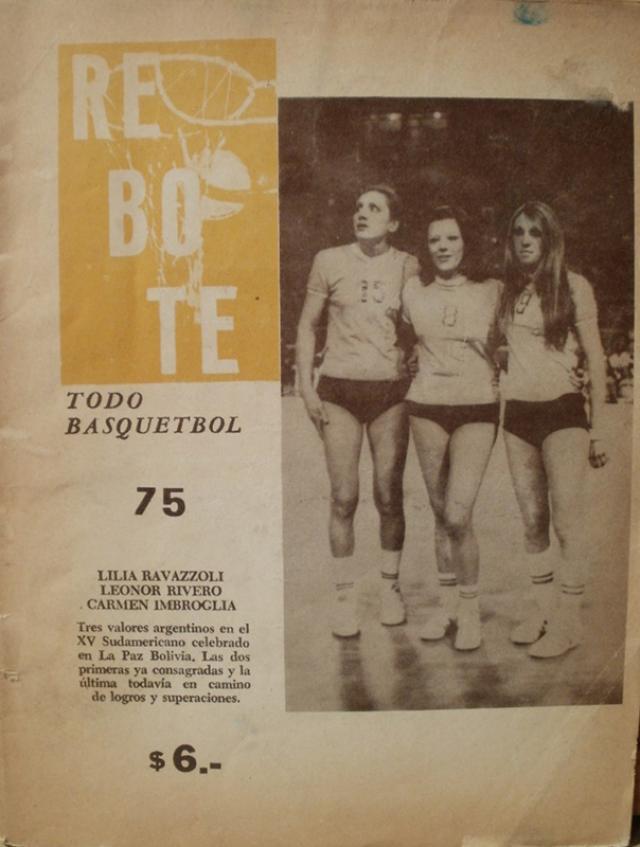 RE
BO
TE
TODO
BASQUETBOL
75
LILIA RAVAZZOLI
LEONOR RIVERO
CARMEN IMBROGLIA
Tres valores argentinos en el
XV Sudamericano celebrado
en La Paz Bolivia. Las dos
primeras ya consagradas y la
última todavía en camino
de logros y superaciones.
$6.-
15
8